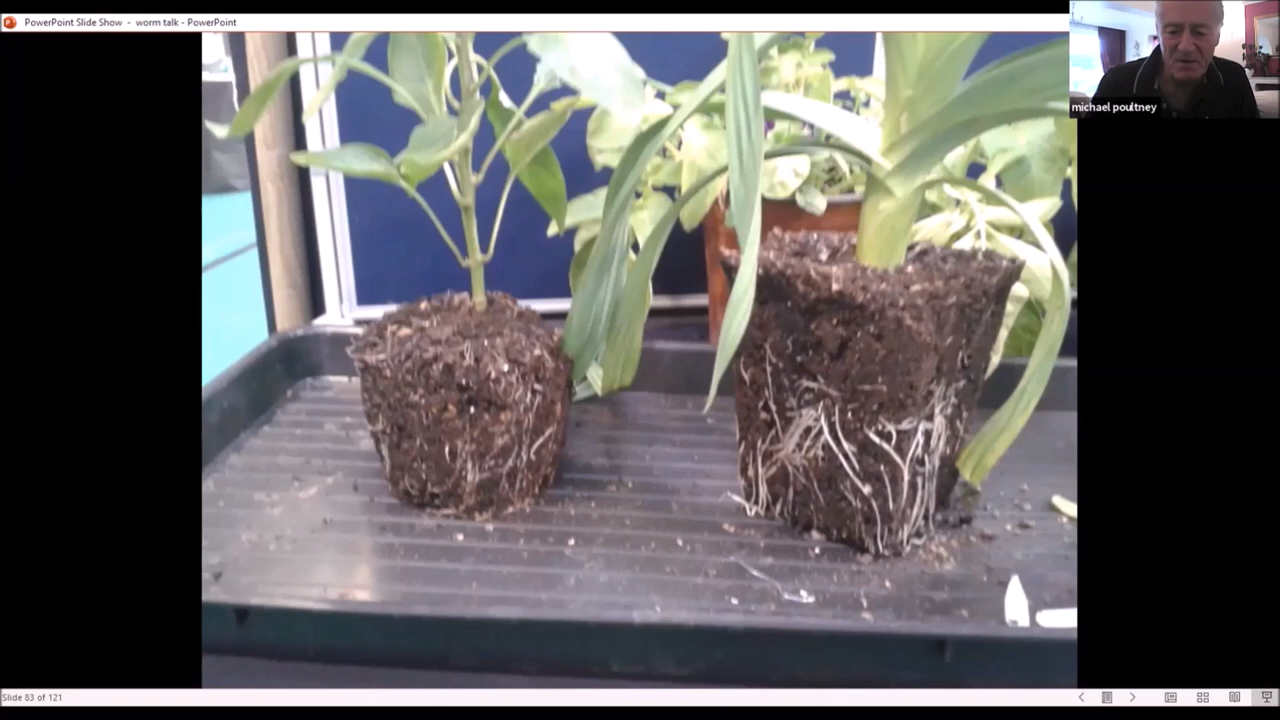 PowerPoint Slide Show - worm talk - PowerPoint
michael poultney
Slide 83 of 121